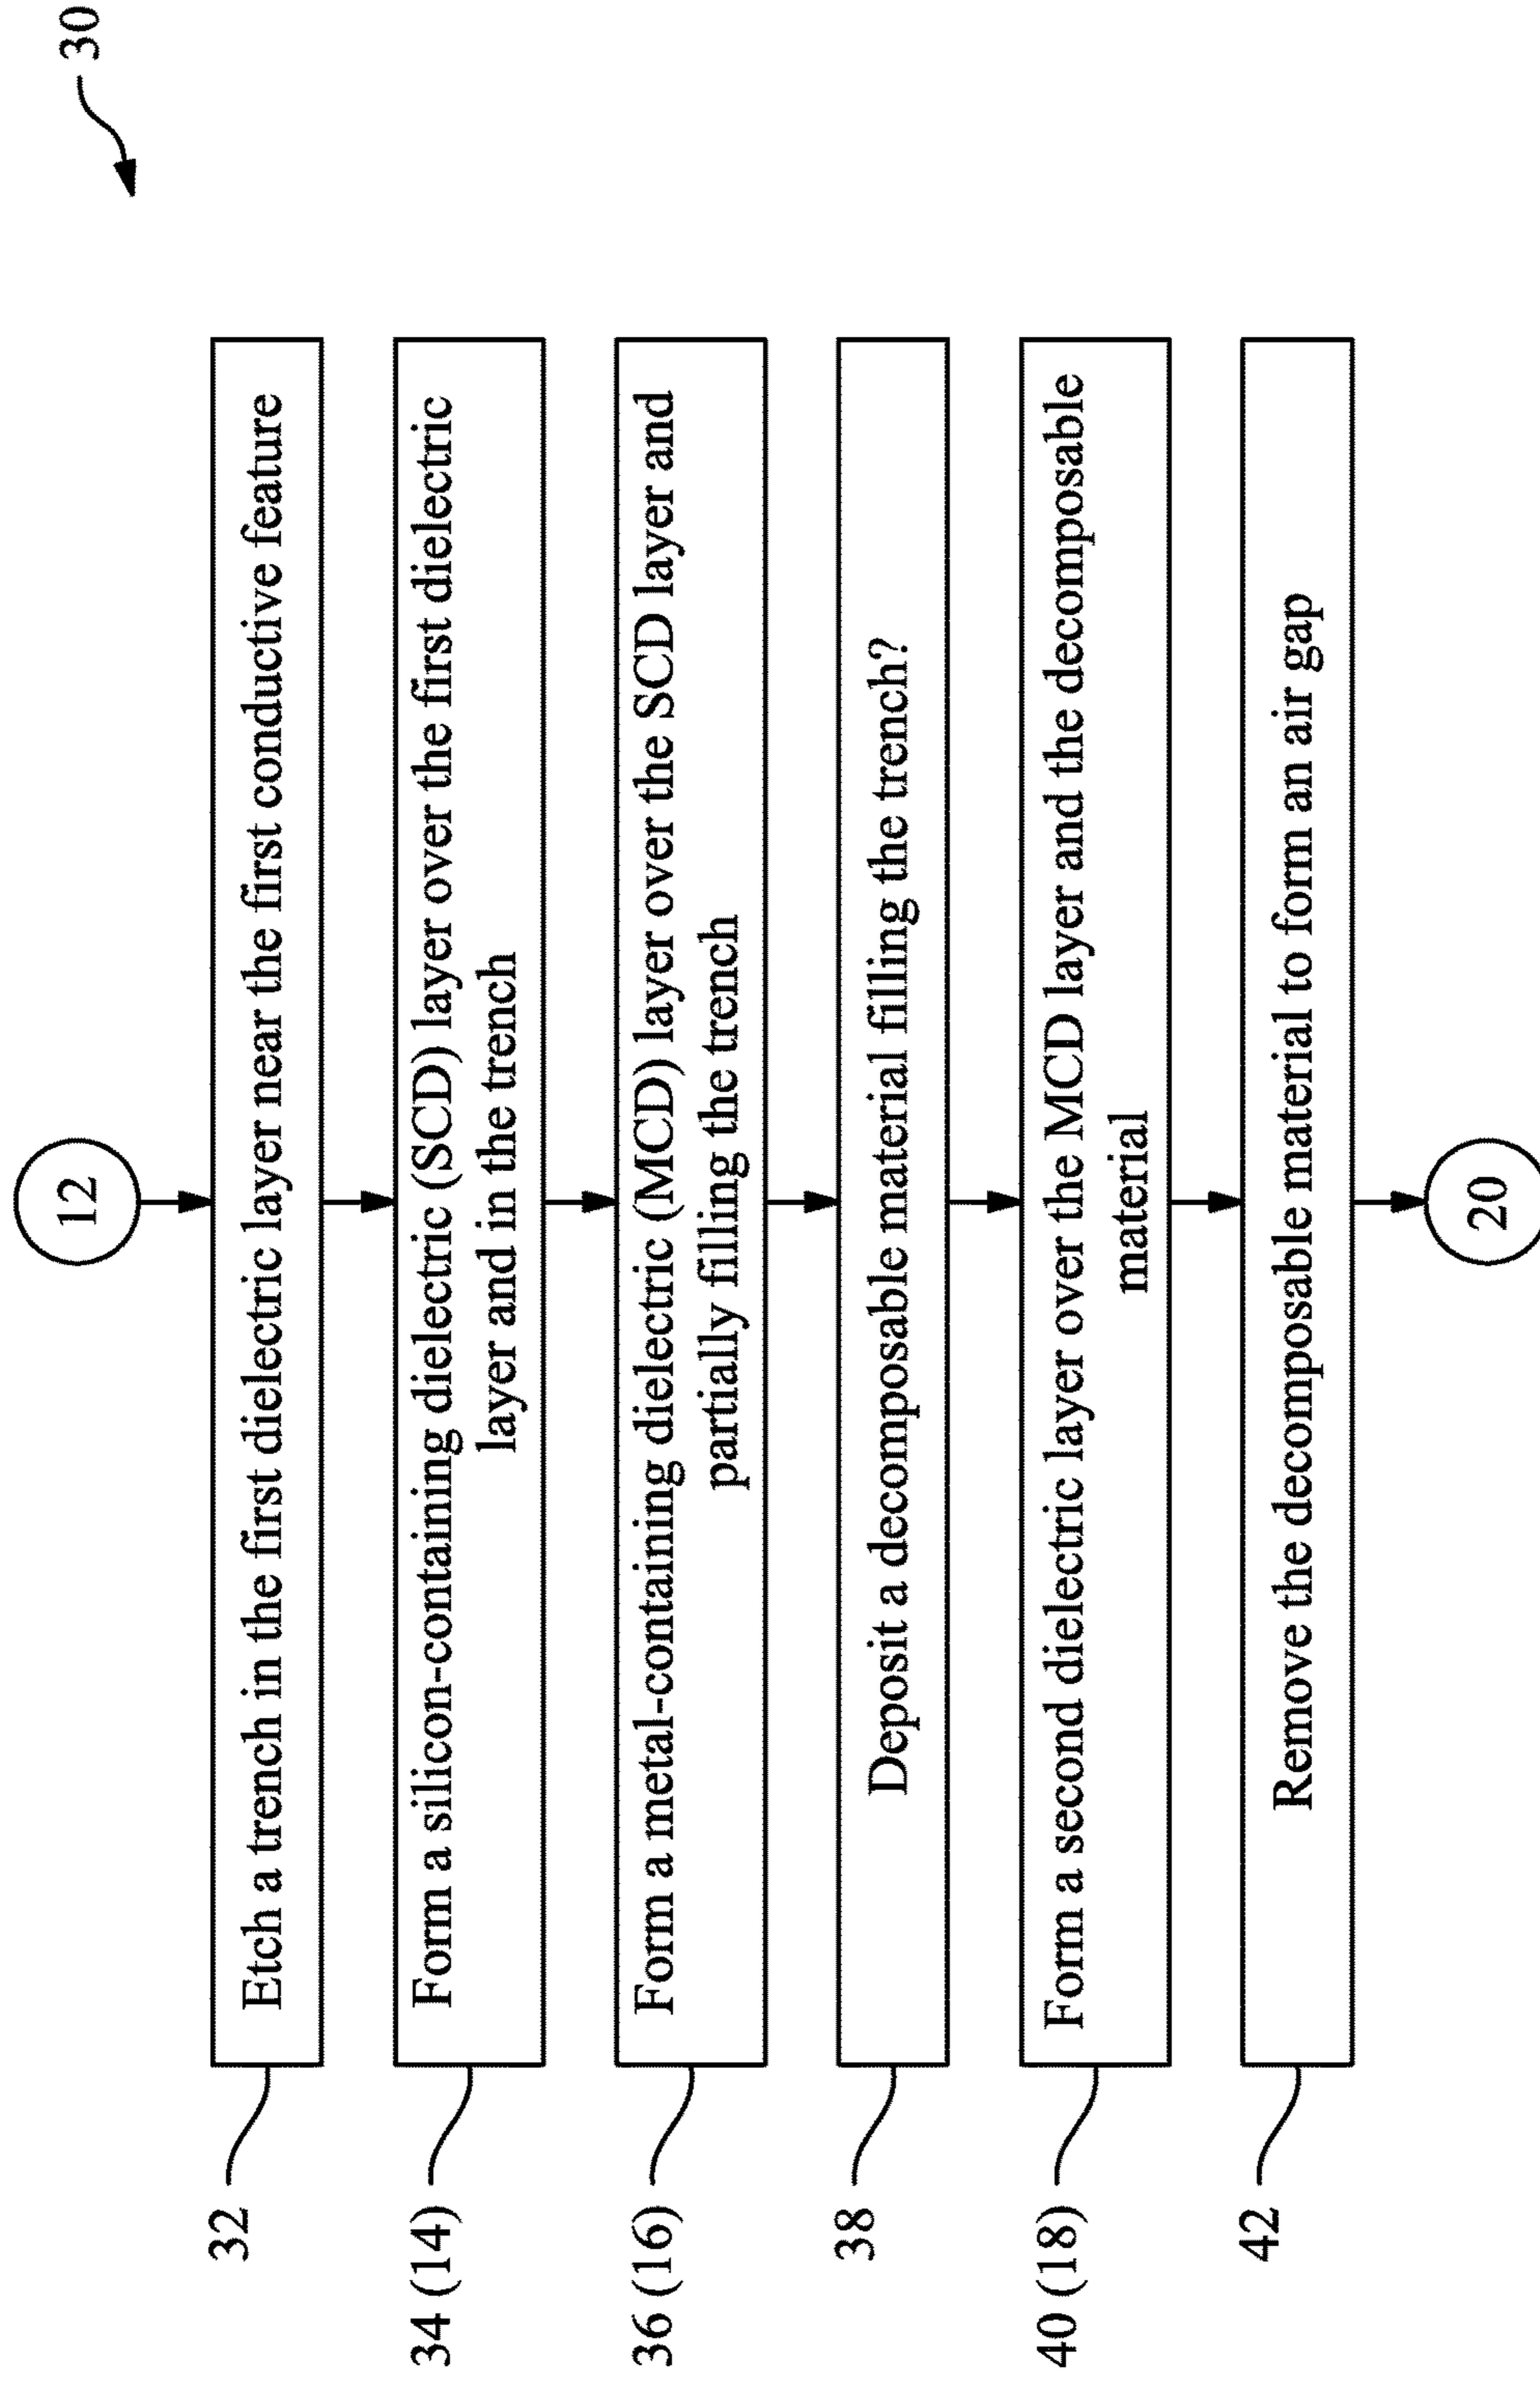 30
12
32
Etch a trench in the first dielectric layer near the first conductive feature
34 (14)
Form a silicon-containing dielectric (SCD) layer over the first dielectric
layer and in the trench
36 (16)
Form a metal-containing dielectric (MCD) layer over the SCD layer and
partially filling the trench
38
Deposit a decomposable material filling the trench?
40 (18)
Form a second dielectric layer over the MCD layer and the decomposable
material
42
Remove the decomposable material to form an air gap
20